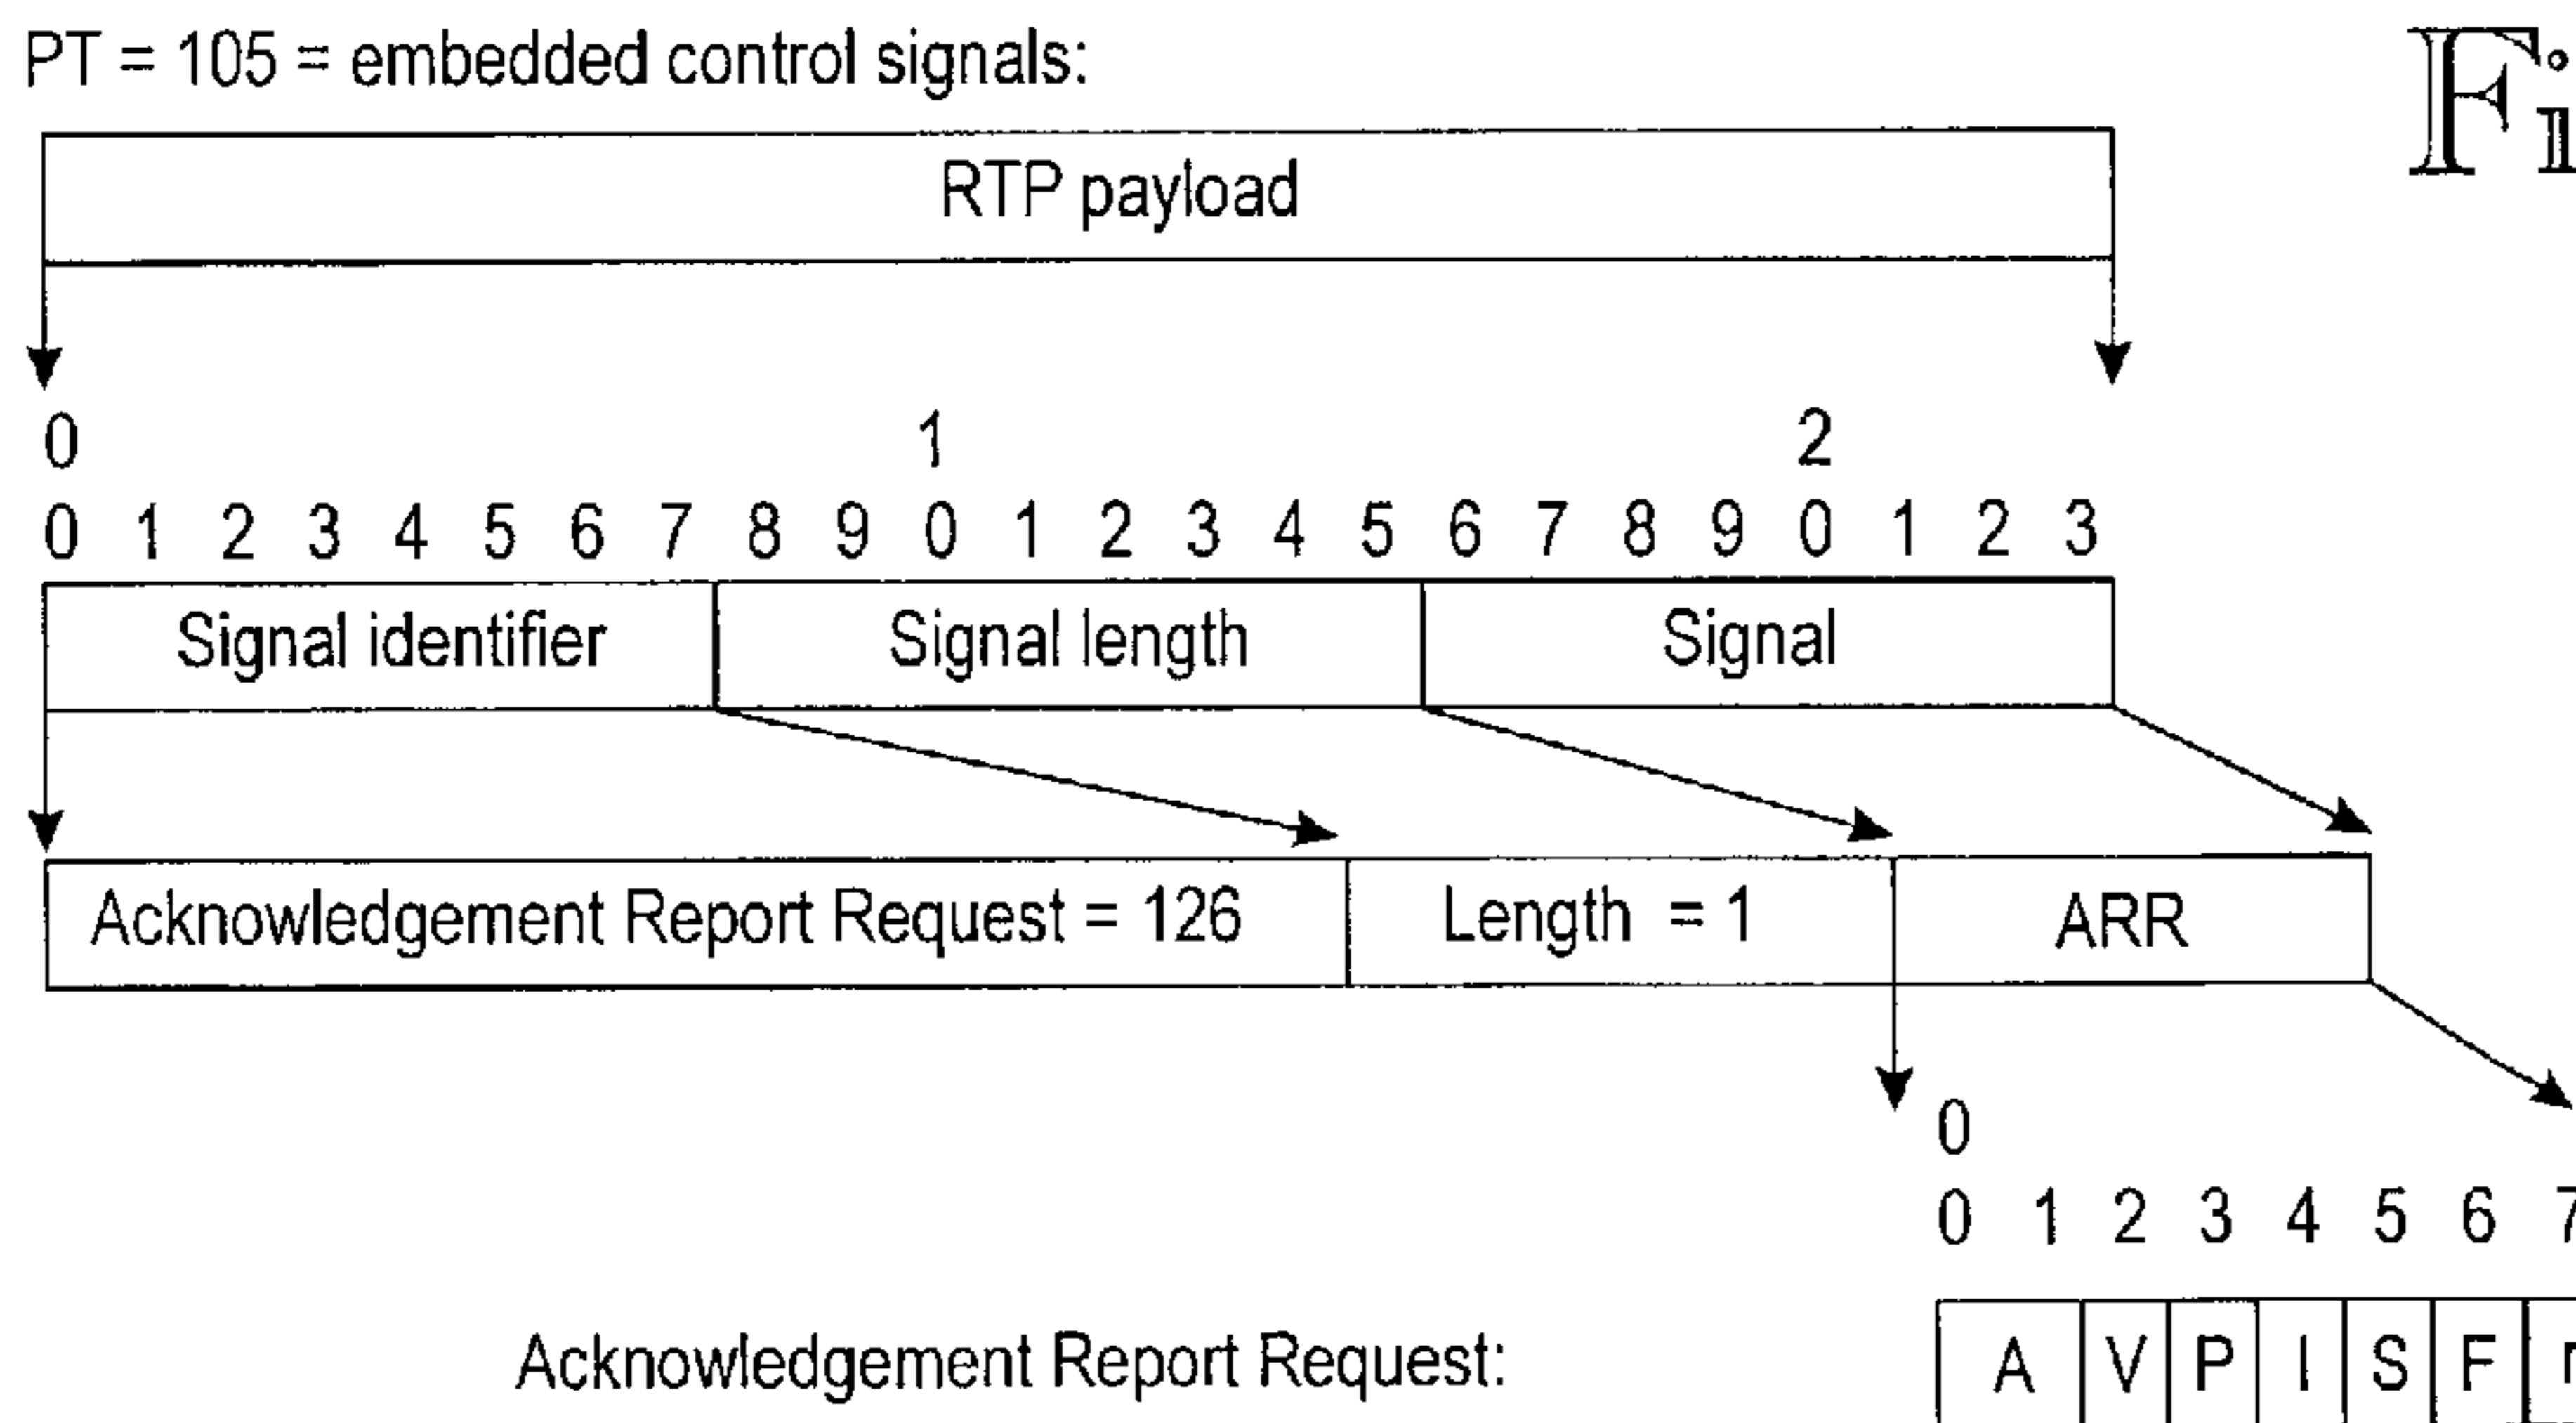 PT = 105 = embedded control signals:
Fi
RTP payload
0 1 2
0 1 2 3 4 5 6 7 8 9 0 1 2 3 4 5 6 7 8 9 0 1 2 3
Signal identifier Signal length Signal
Acknowledgement Report Request = 126 Length = 1 ARR
0
0 1 2 3 4 5 6 7
Acknowledgement Report Request: A V P I S F